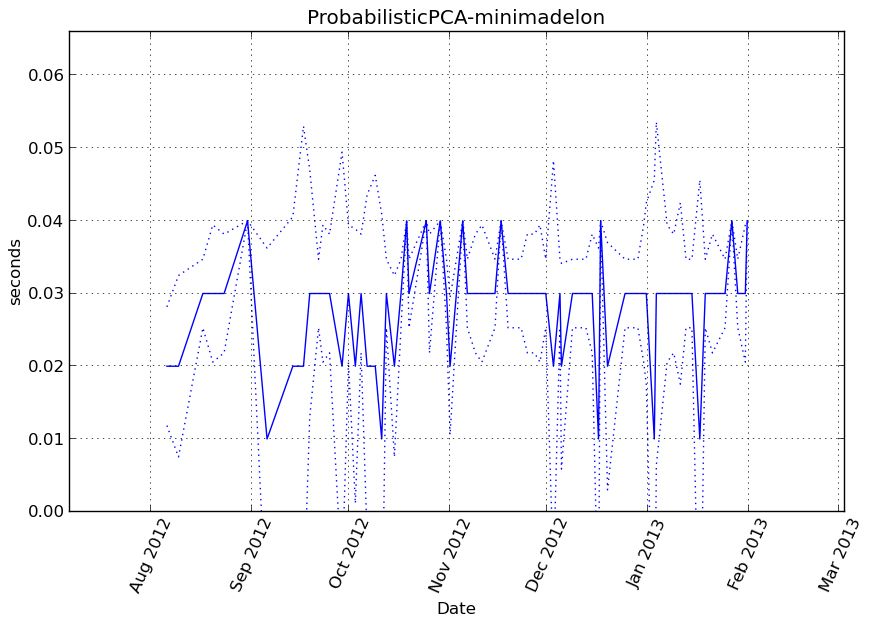 ProbabilisticPCA-minimadelon
0.06
0.05
0.04
0.03
0.02
0.01
0.00
seconds
Aug 2012
Sep 2012
Oct 2012
Nov 2012
Dec 2012
Jan 2013
Feb 2013
Mar 2013
Date